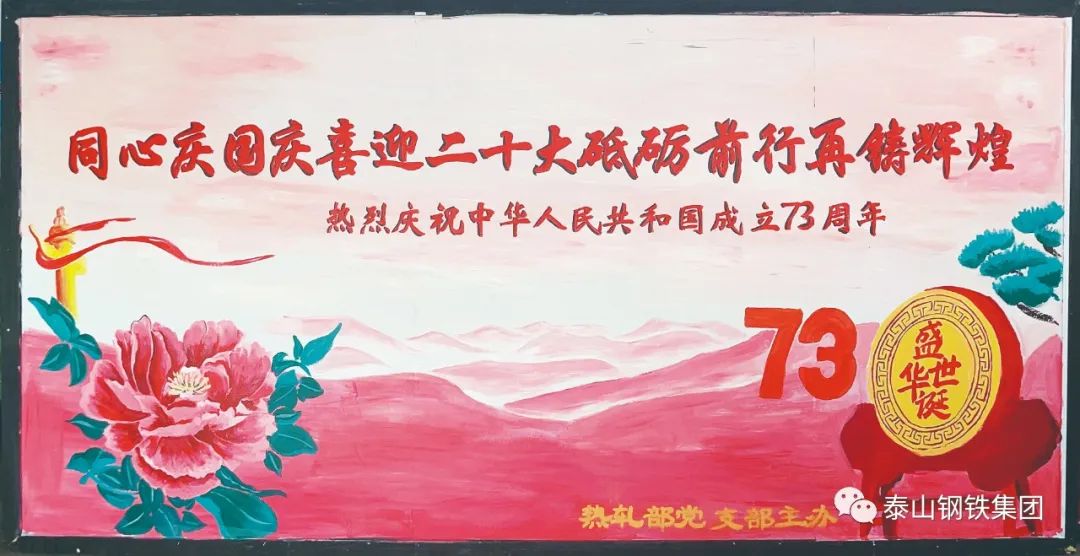 同心庆国庆喜迎二十大砥砺前行再铸辉煌
热烈庆祝中华人民共和国成立73周年
73
盛世华诞
热轧部党支部主办
泰山钢铁集团